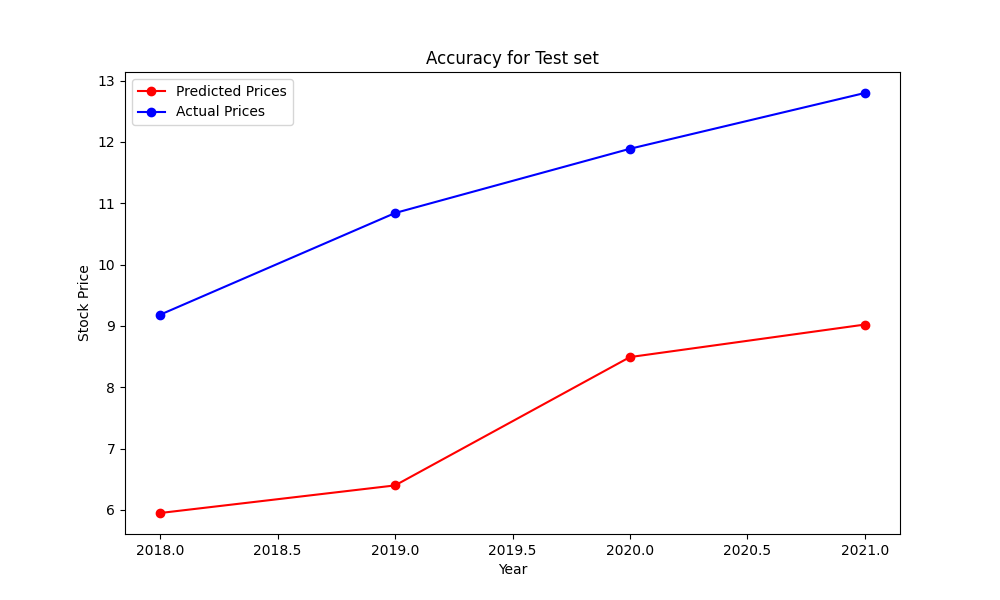 Accuracy for Test set
Predicted Prices
Actual Prices
13
12
11
10
9
8
7
6
Stock Price
2018.0 2018.5 2019.0 2019.5 2020.0 2020.5 2021.0
Year